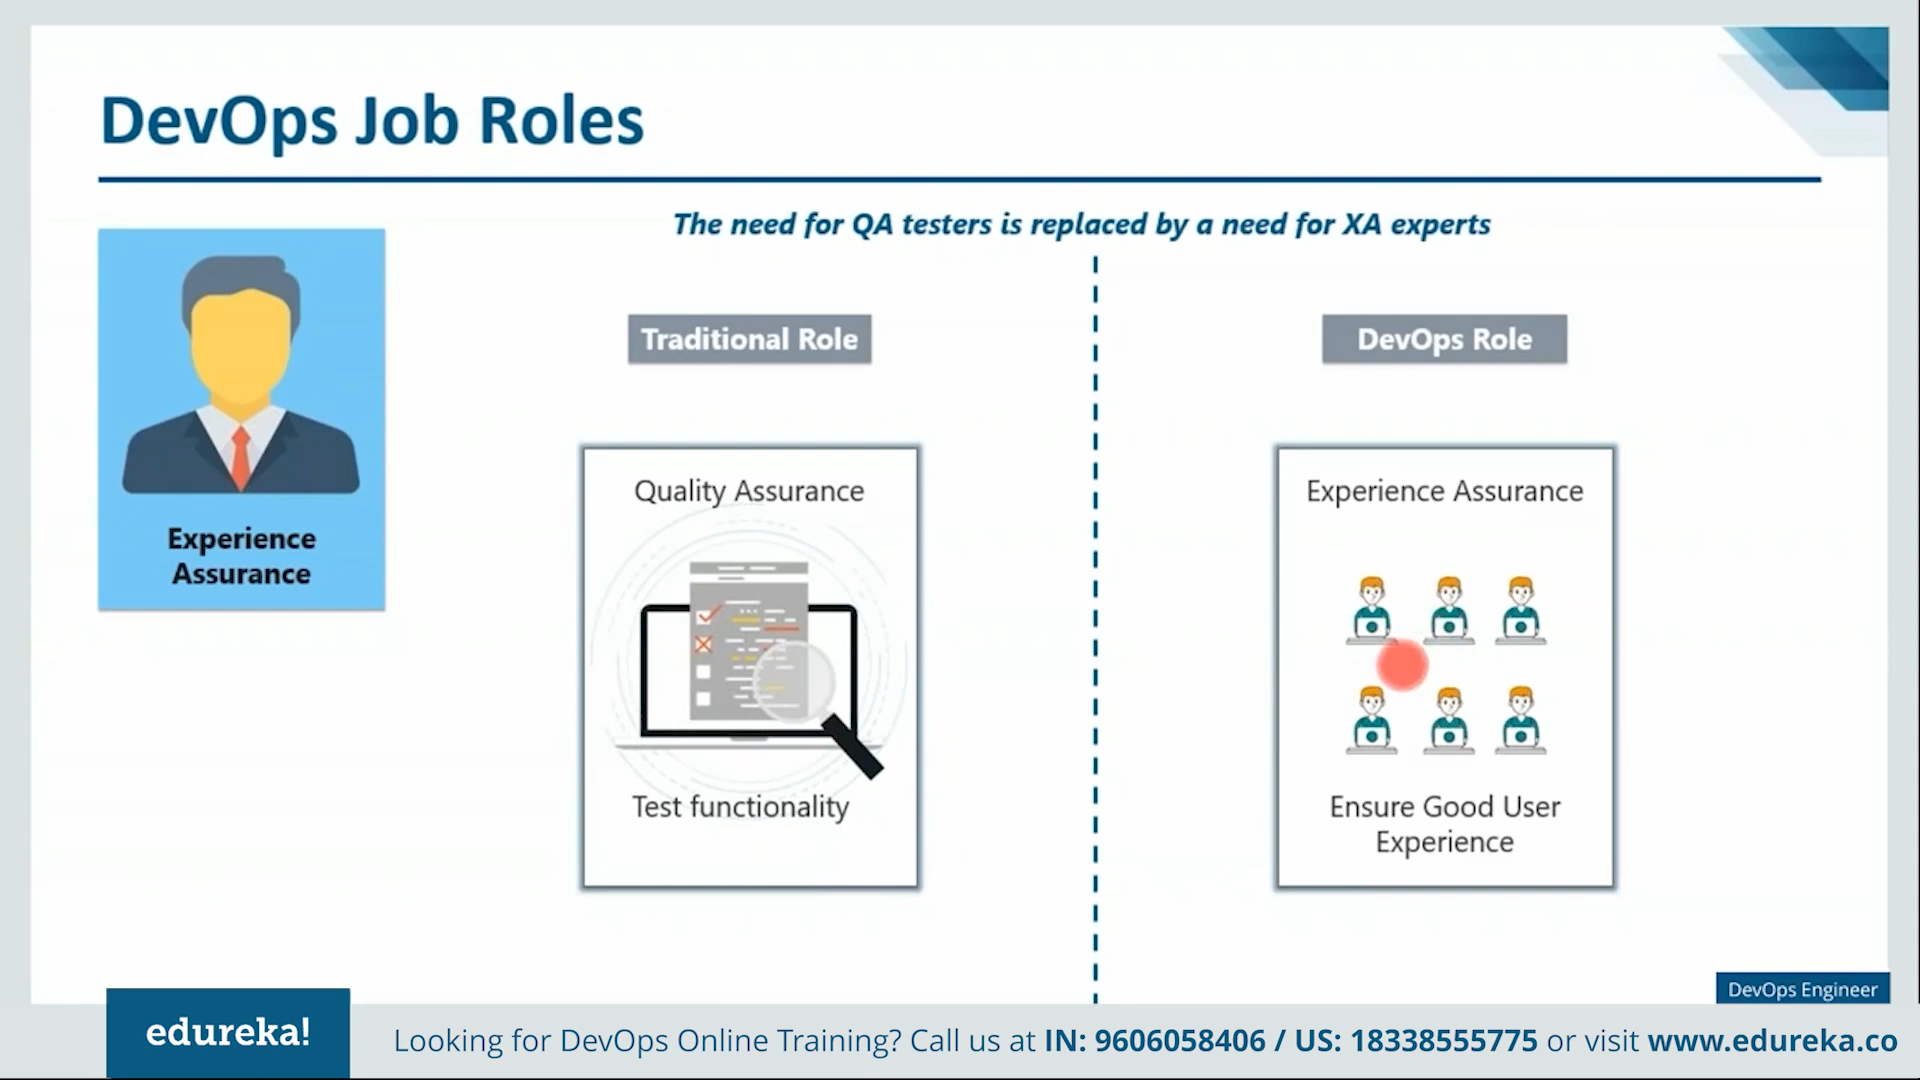 DevOps Job Roles
The need for QA testers is replaced by a need for XA experts
Experience
Assurance
Traditional Role
Quality Assurance
Test functionality
DevOps Role
Experience Assurance
Ensure Good User
Experience
DevOps Engineer
edureka!
Looking for DevOps Online Training? Call us at IN: 9606058406 / US: 18338555775 or visit www.edureka.co